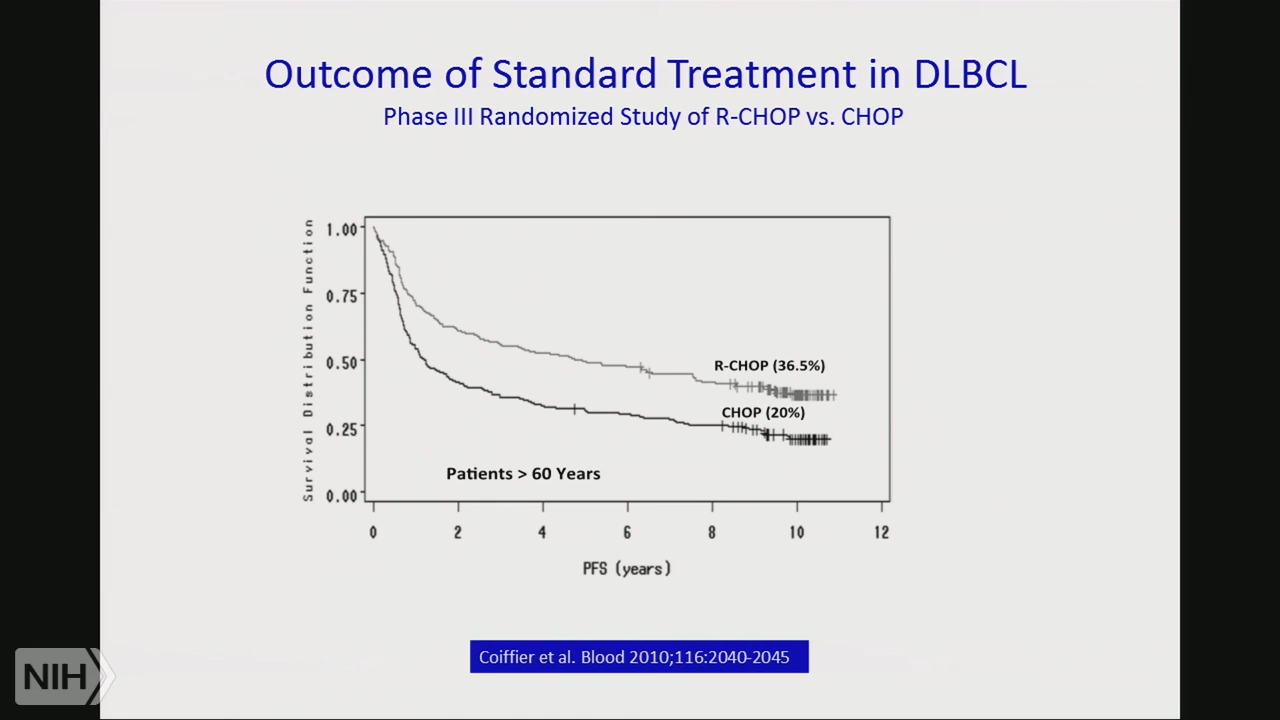 Outcome of Standard Treatment in DLBCL
Phase III Randomized Study of R-CHOP vs. CHOP
Survival Distribution Function
1.00
0.75
0.50
0.25
0.00
R-CHOP (36.5%)
CHOP (20%)
Patients > 60 Years
0 2 4 6 8 10 12
PFS (years)
Coiffier et al. Blood 2010;116:2040-2045
NIH